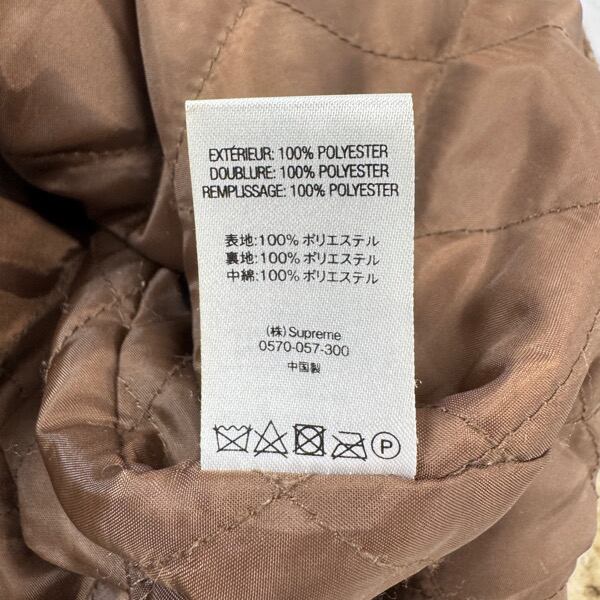 EXTÉRIEUR: 100% POLYESTER
DOUBLURE: 100% POLYESTER
REMPLISSAGE: 100% POLYESTER
表地:100% ポリエステル
裏地:100% ポリエステル
中綿:100% ポリエステル
(株) Supreme
0570-057-300
中国製
P